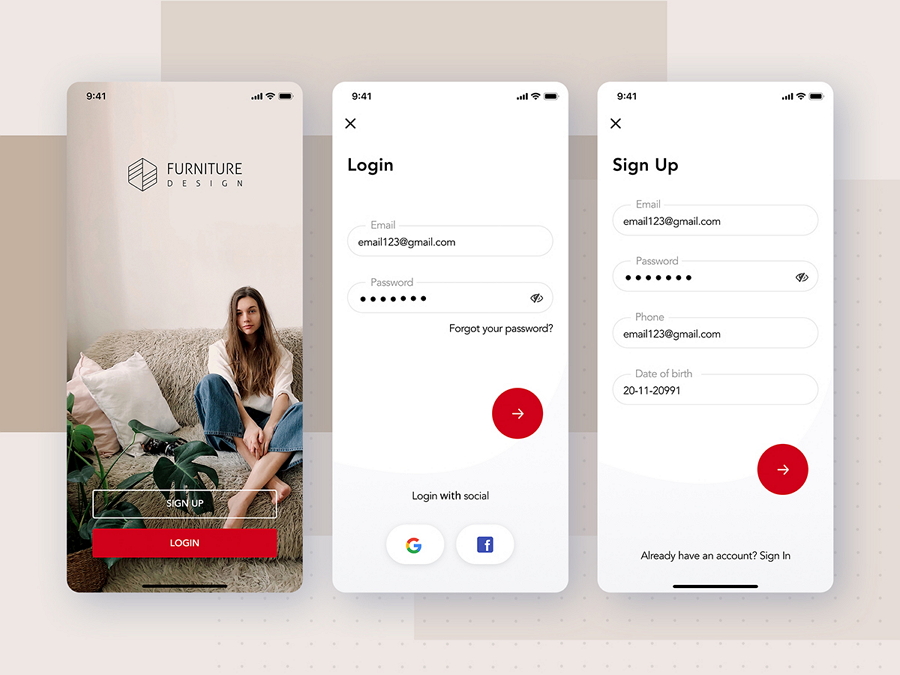 9:41
FURNITURE
DESIGN
SIGN UP
LOGIN
9:41
Login
Email
email123@gmail.com
Password
Forgot your password?
Login with social
9:41
Sign Up
Email
email123@gmail.com
Password
Phone
email123@gmail.com
Date of birth
20-11-20991
Already have an account? Sign In